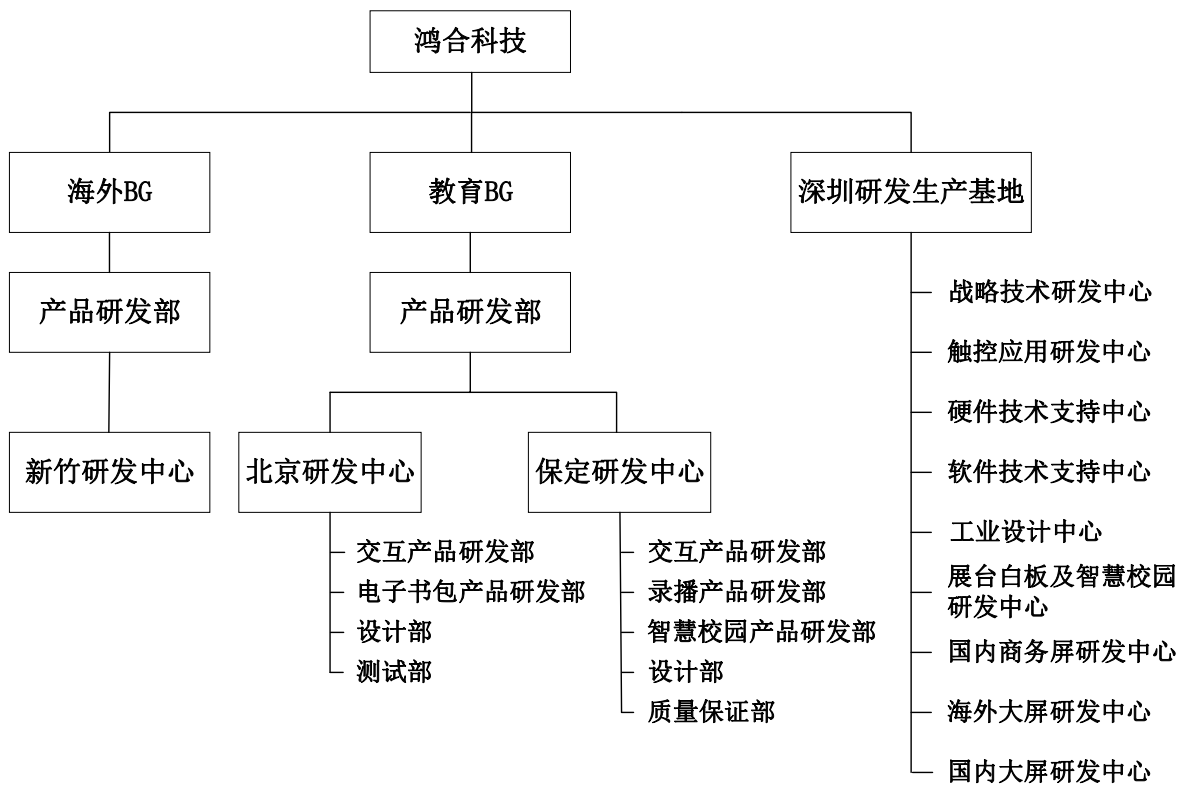 鸿合科技
海外BG
教育BG
深圳研发生产基地
产品研发部
产品研发部
新竹研发中心
北京研发中心
保定研发中心
交互产品研发部
电子书包产品研发部
设计部
测试部
交互产品研发部
录播产品研发部
智慧校园产品研发部
设计部
质量保证部
战略技术研发中心
触控应用研发中心
硬件技术支持中心
软件技术支持中心
工业设计中心
展台白板及智慧校园
研发中心
国内商务屏研发中心
海外大屏研发中心
国内大屏研发中心